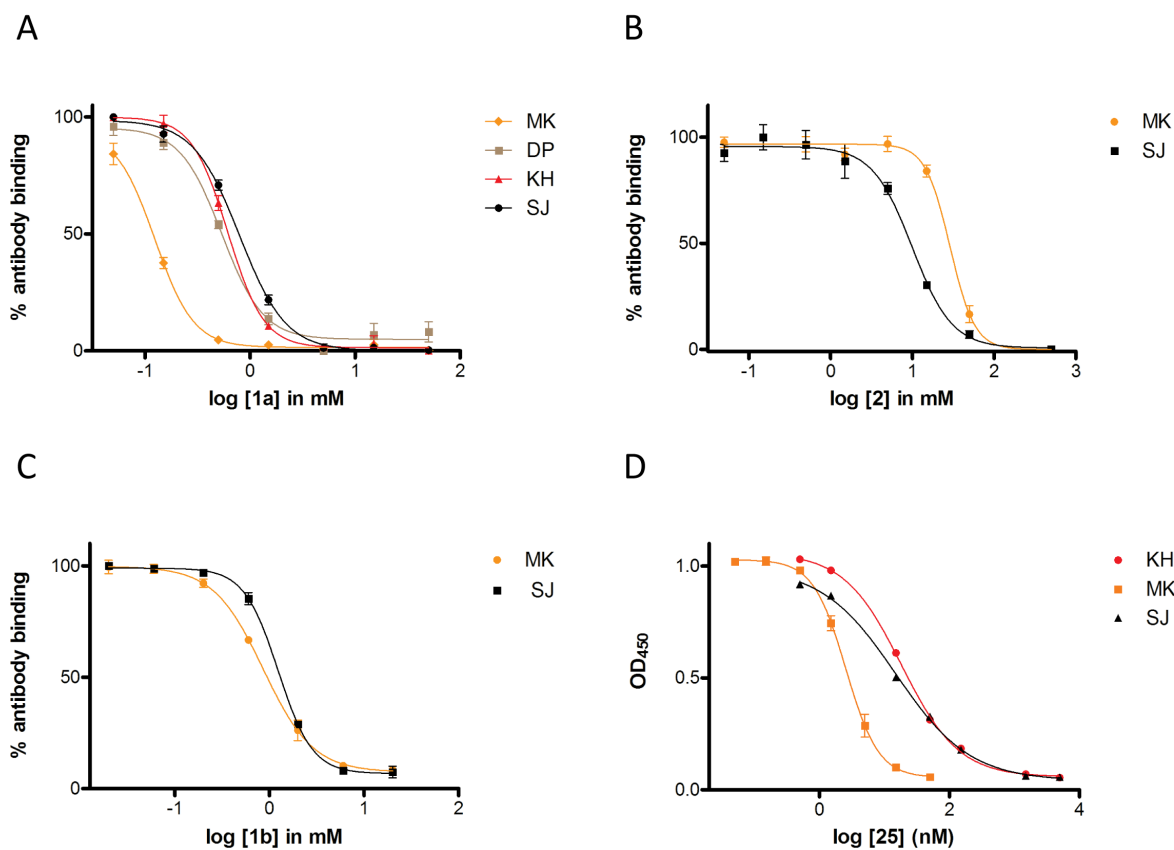 A
100
50
0
-1
0
1
2
% antibody binding
log [1a] in mM
MK
DP
KH
SJ
B
100
50
0
-1
0
1
2
3
% antibody binding
log [2] in mM
MK
SJ
C
100
50
0
-1
0
1
2
% antibody binding
log [1b] in mM
MK
SJ
D
1.0
0.5
0.0
0
2
4
OD450
log [25] (nM)
KH
MK
SJ